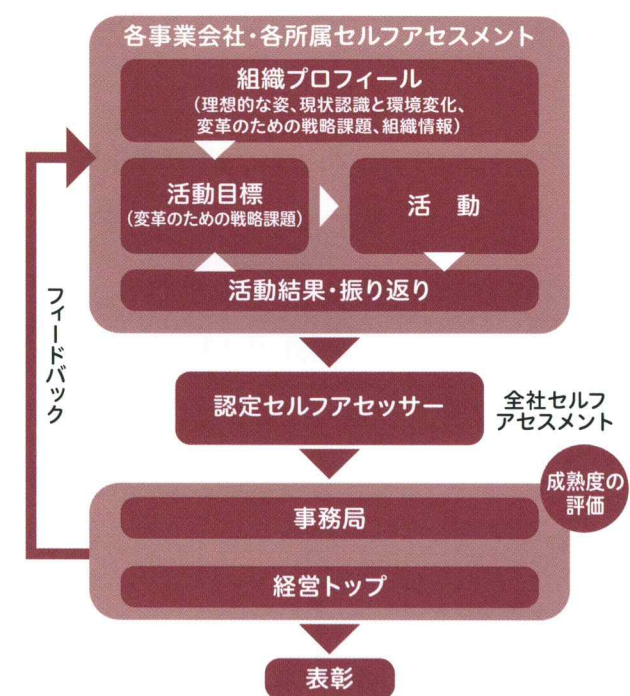 各事業会社・各所属セルフアセスメント
組織プロフィール
(理想的な姿、現状認識と環境変化、
変革のための戦略課題、組織情報)
活動目標
(変革のための戦略課題)
活 動
活動結果・振り返り
フィードバック
認定セルフアセッサー
全社セルフ
アセスメント
成熟度の
評価
事務局
経営トップ
表彰